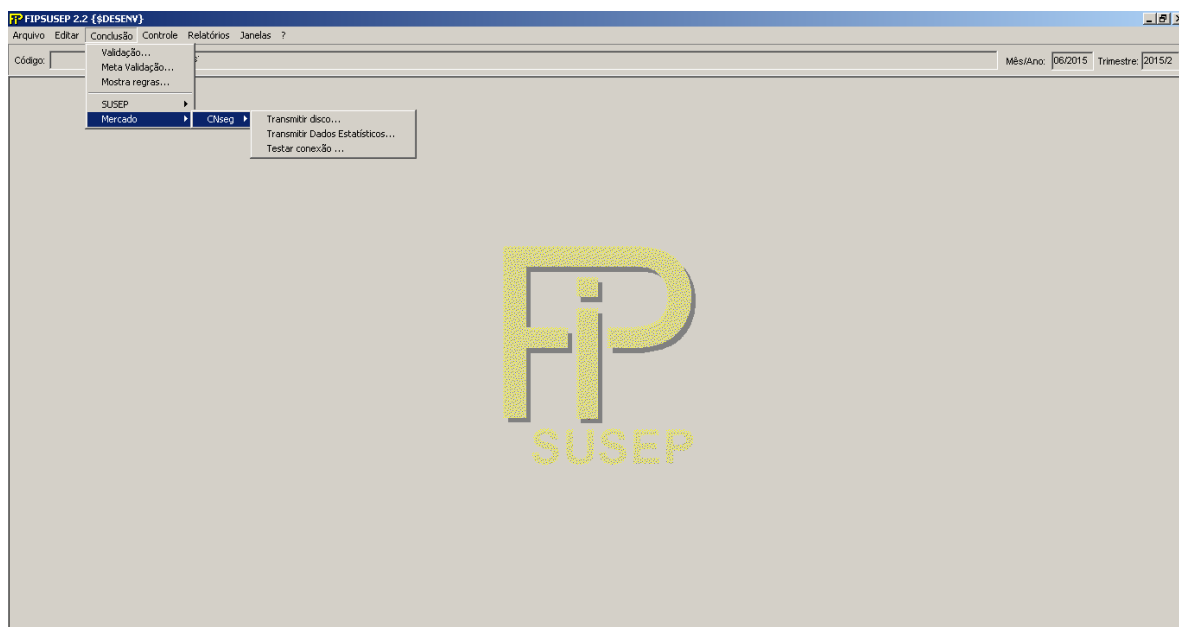 FIPSUSEP 2.2 {$DESENV}
Arquivo Editar Conclusão Controle Relatórios Janelas ?
Código: Mês/Ano: 06/2015 Trimestre: 2015/2
Validação...
Meta Validação...
Mostra regras...
SUSEP
Mercado CNseg Transmitir disco...
Transmitir Dados Estatísticos...
Testar conexão ...
FiP
SUSEP